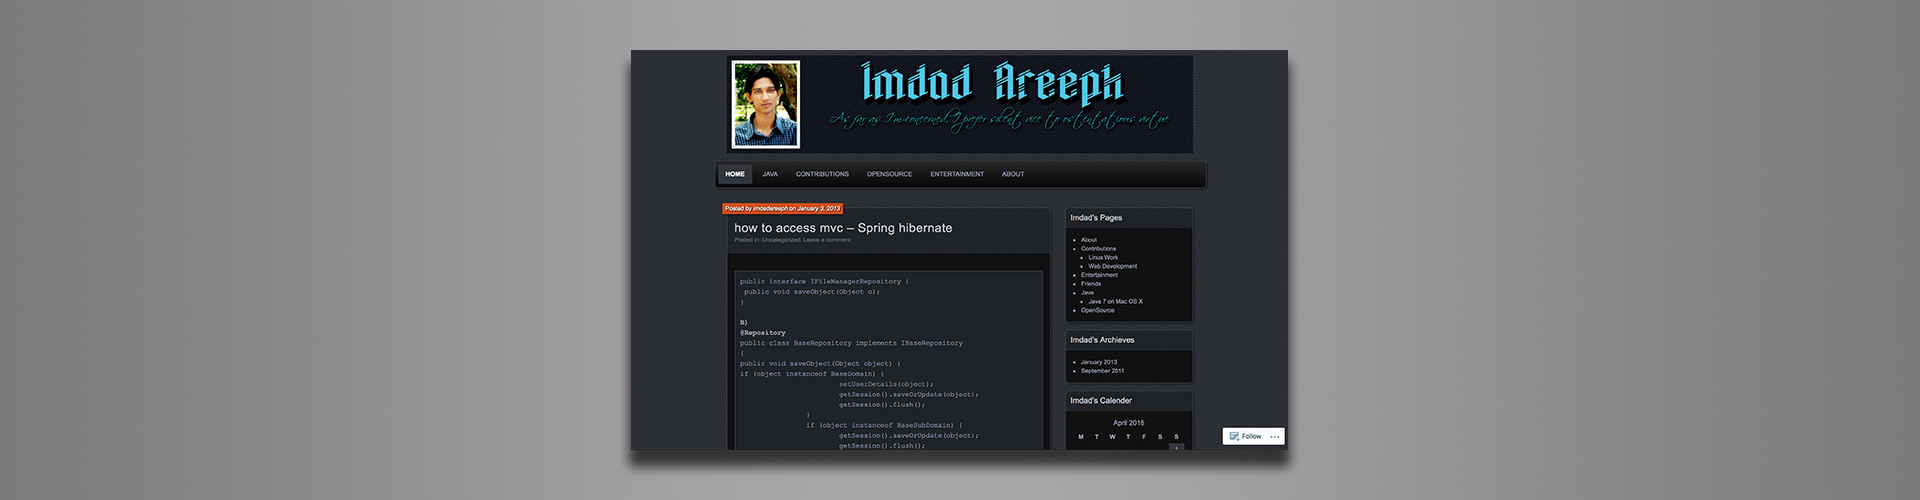 Imdad Areeph
As far as I'm concerned, I prefer silent vice to ostentatious virtue
HOME JAVA CONTRIBUTIONS OPENSOURCE ENTERTAINMENT ABOUT
Posted by imdadareeph on January 3, 2013
how to access mvc – Spring hibernate
Posted in: Uncategorized, Leave a comment
public interface IFileManagerRepository {
public void saveObject(Object o);
}
B)
@Repository
public class BaseRepository implements IBaseRepository
{
public void saveObject(Object object) {
if (object instanceof BaseDomain) {
setUserDetails(object);
getSession().saveOrUpdate(object);
getSession().flush();
}
if (object instanceof BaseSubDomain) {
getSession().saveOrUpdate(object);
getSession().flush();
Imdad's Pages
About
Contributions
Linux Work
Web Development
Entertainment
Friends
Java
Java 7 on Mac OS X
OpenSource
Imdad's Archieves
January 2013
September 2011
Imdad's Calender
April 2018
M T W T F S S
1
Follow